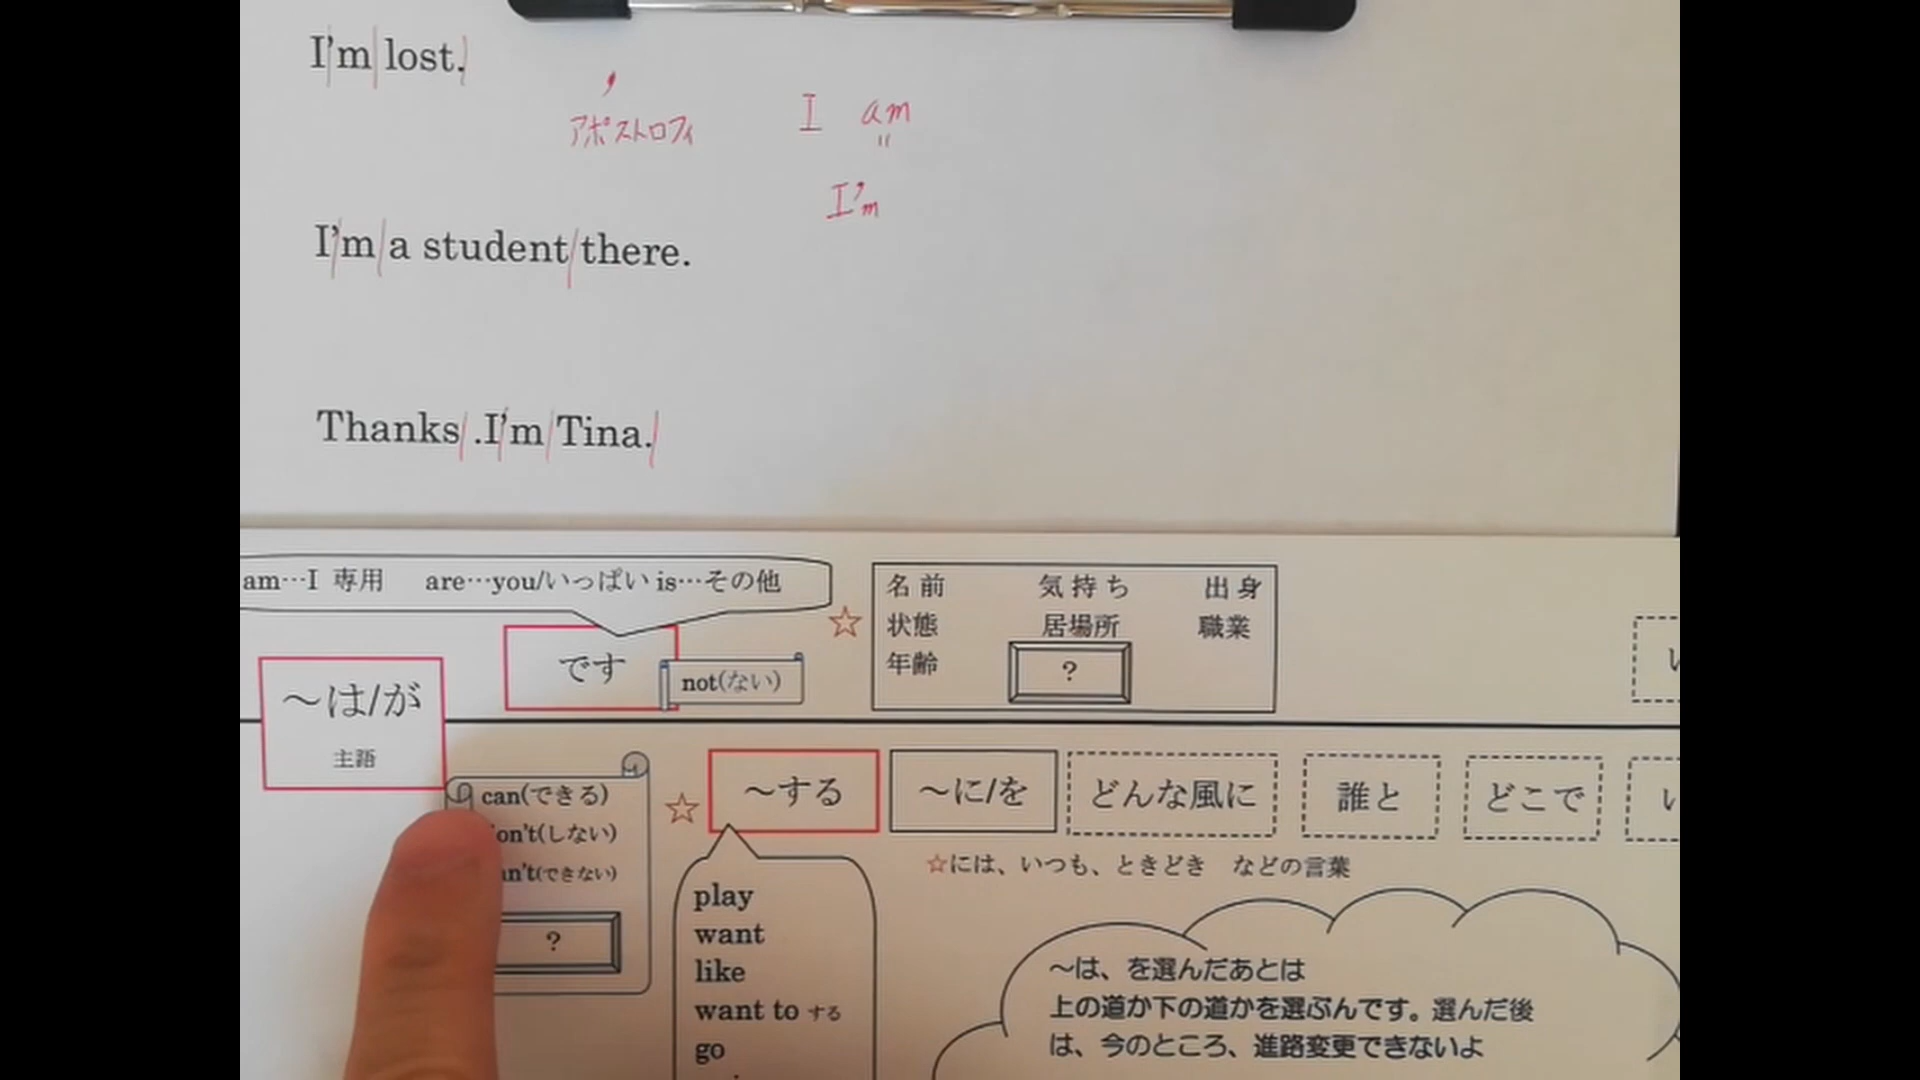 I'm lost.
,
アポストロフィ
I am
"
I'm
I'm a student there.
Thanks .I'm Tina.
am…I 専用 are…you/いっぱい is…その他
名前 気持ち 出身
状態 居場所 職業
年齢 ?
です
not(ない)
～は/が
主語
can(できる)
on't(しない)
n't(できない)
?
～する
～に/を
どんな風に
誰と
どこで
い
☆には、いつも、ときどき などの言葉
play
want
like
want to する
go
～は、を選んだあとは
上の道か下の道かを選ぶんです。選んだ後
は、今のところ、進路変更できないよ